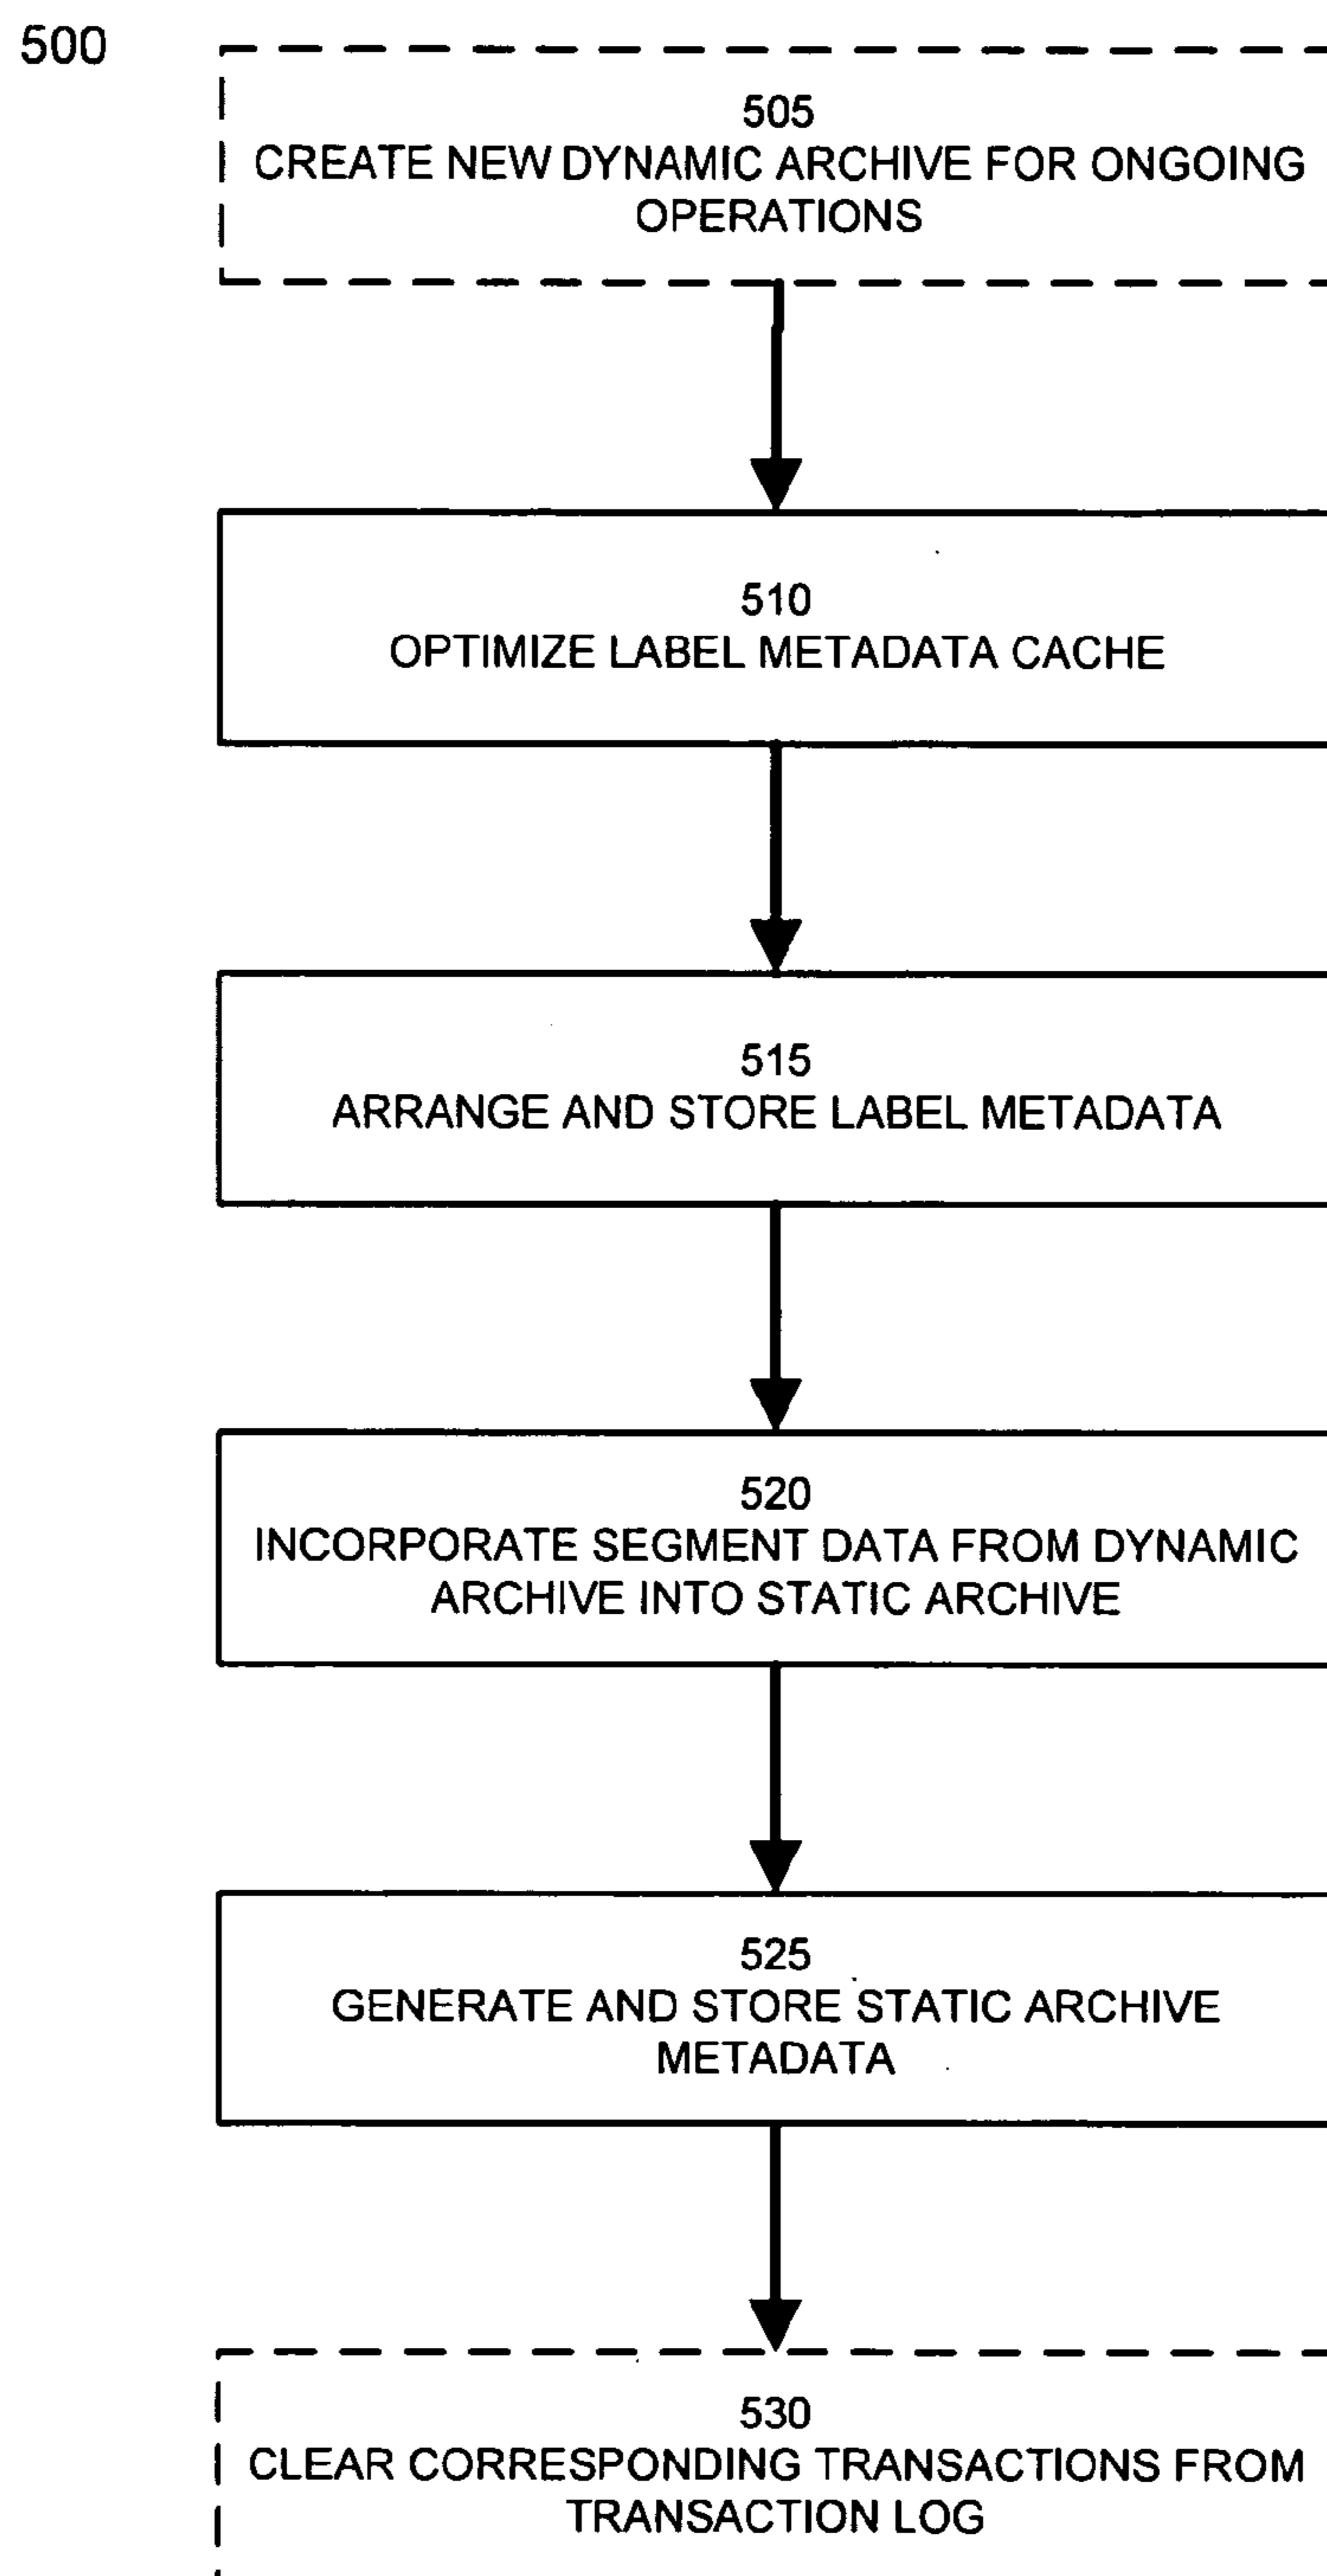 500
505
CREATE NEW DYNAMIC ARCHIVE FOR ONGOING
OPERATIONS
510
OPTIMIZE LABEL METADATA CACHE
515
ARRANGE AND STORE LABEL METADATA
520
INCORPORATE SEGMENT DATA FROM DYNAMIC
ARCHIVE INTO STATIC ARCHIVE
525
GENERATE AND STORE STATIC ARCHIVE
METADATA
530
CLEAR CORRESPONDING TRANSACTIONS FROM
TRANSACTION LOG